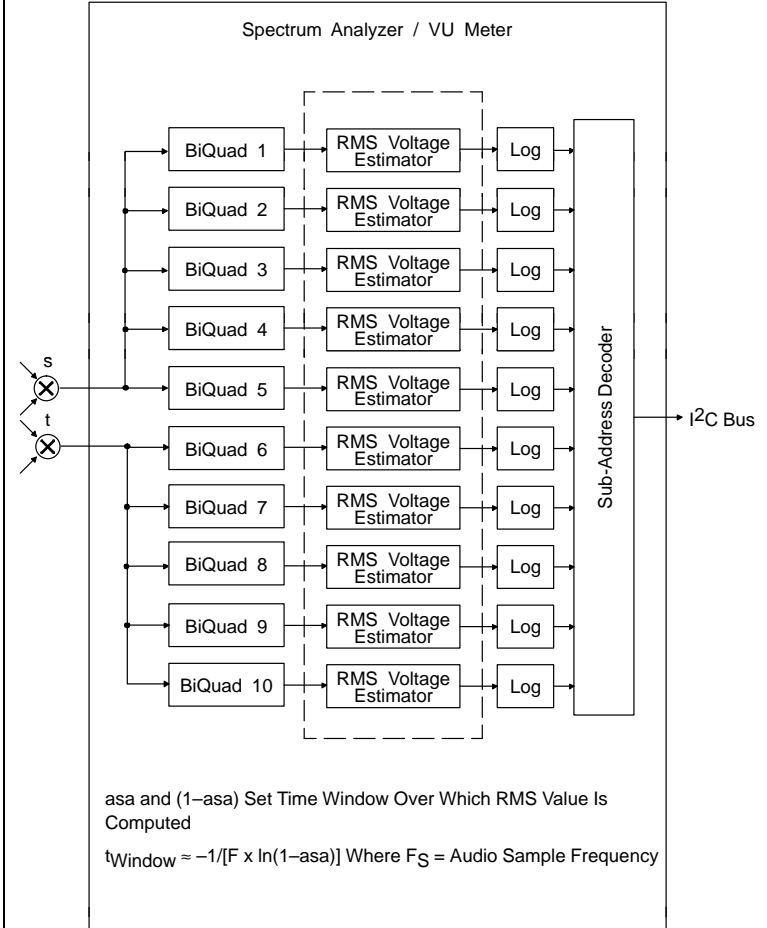 Spectrum Analyzer / VU Meter
BiQuad 1
RMS Voltage
Estimator
Log
BiQuad 2
RMS Voltage
Estimator
Log
BiQuad 3
RMS Voltage
Estimator
Log
BiQuad 4
RMS Voltage
Estimator
Log
s
BiQuad 5
RMS Voltage
Estimator
Log
t
BiQuad 6
RMS Voltage
Estimator
Log
BiQuad 7
RMS Voltage
Estimator
Log
BiQuad 8
RMS Voltage
Estimator
Log
BiQuad 9
RMS Voltage
Estimator
Log
BiQuad 10
RMS Voltage
Estimator
Log
Sub-Address Decoder
I2C Bus
asa and (1–asa) Set Time Window Over Which RMS Value Is
Computed
tWindow ≈ –1/[F x ln(1–asa)] Where FS = Audio Sample Frequency